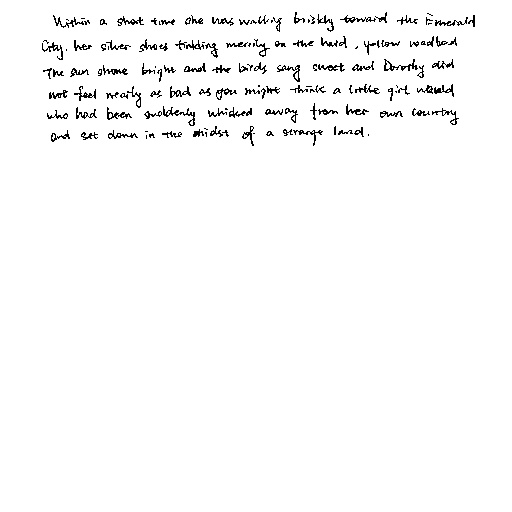 Within a short time she was walking briskly toward the Emerald
City. her silver shoes tinkling merrily on the hard, yellow roadbad
The sun shone bright and the birds sang sweet and Dorothy did
not feel nearly as bad as you might think a little girl would
who had been suddenly whisked away from her own country
and set down in the midst of a strange land.